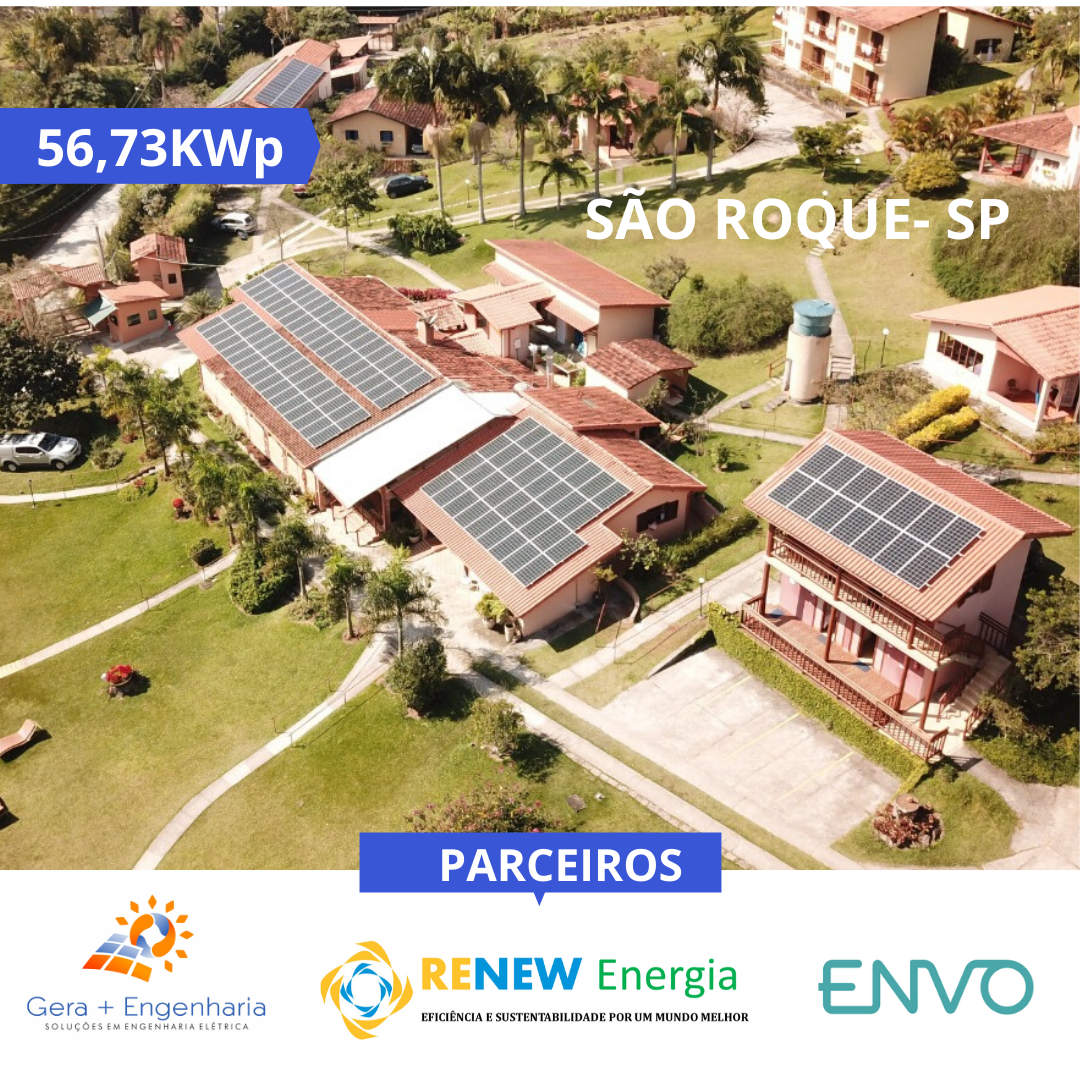 56,73KWp
SÃO ROQUE- SP
PARCEIROS
Gera + Engenharia
SOLUÇÕES EM ENGENHARIA ELÉTRICA
RENEW Energia
EFICIÊNCIA E SUSTENTABILIDADE POR UM MUNDO MELHOR
ENVO